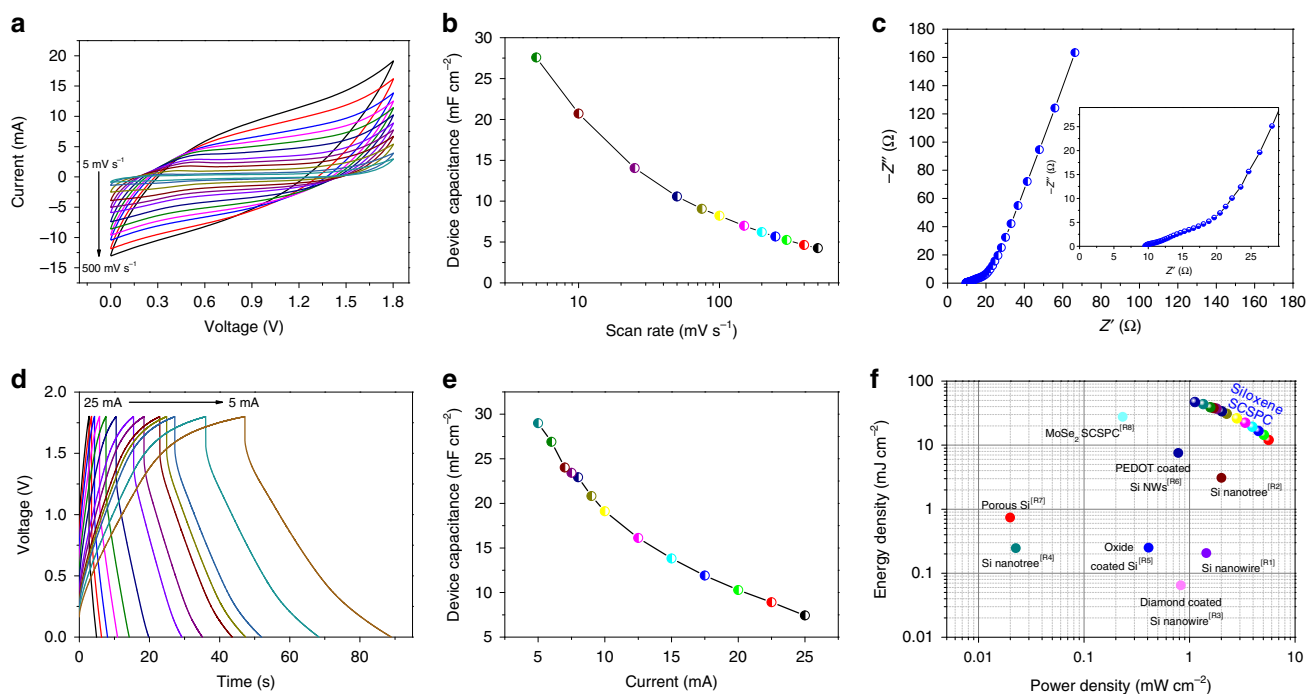 a
20
15
10
5
0
−5
−10
−15
0.0 0.3 0.6 0.9 1.2 1.5 1.8
Current (mA)
Voltage (V)
5 mV s⁻¹
500 mV s⁻¹
b
30
25
20
15
10
5
0
10 100
Device capacitance (mF cm⁻²)
Scan rate (mV s⁻¹)
c
180
160
140
120
100
80
60
40
20
0
0 20 40 60 80 100 120 140 160 180
−Z″ (Ω)
Z′ (Ω)
25
20
15
10
5
0
0 5 10 15 20 25
−Z″ (Ω)
Z′ (Ω)
d
2.0
1.5
1.0
0.5
0.0
0 20 40 60 80
Voltage (V)
Time (s)
25 mA 5 mA
e
30
25
20
15
10
5
5 10 15 20 25
Device capacitance (mF cm⁻²)
Current (mA)
f
100
10
1
0.1
0.01
0.01 0.1 1 10
Energy density (mJ cm⁻²)
Power density (mW cm⁻²)
Siloxene
SCSPC
MoSe₂ SCSPC[R8]
PEDOT coated
Si NWs[R6]
Si nanotree[R2]
Porous Si[R7]
Si nanotree[R4]
Oxide
coated Si[R5]
Si nanowire[R1]
Diamond coated
Si nanowire[R3]